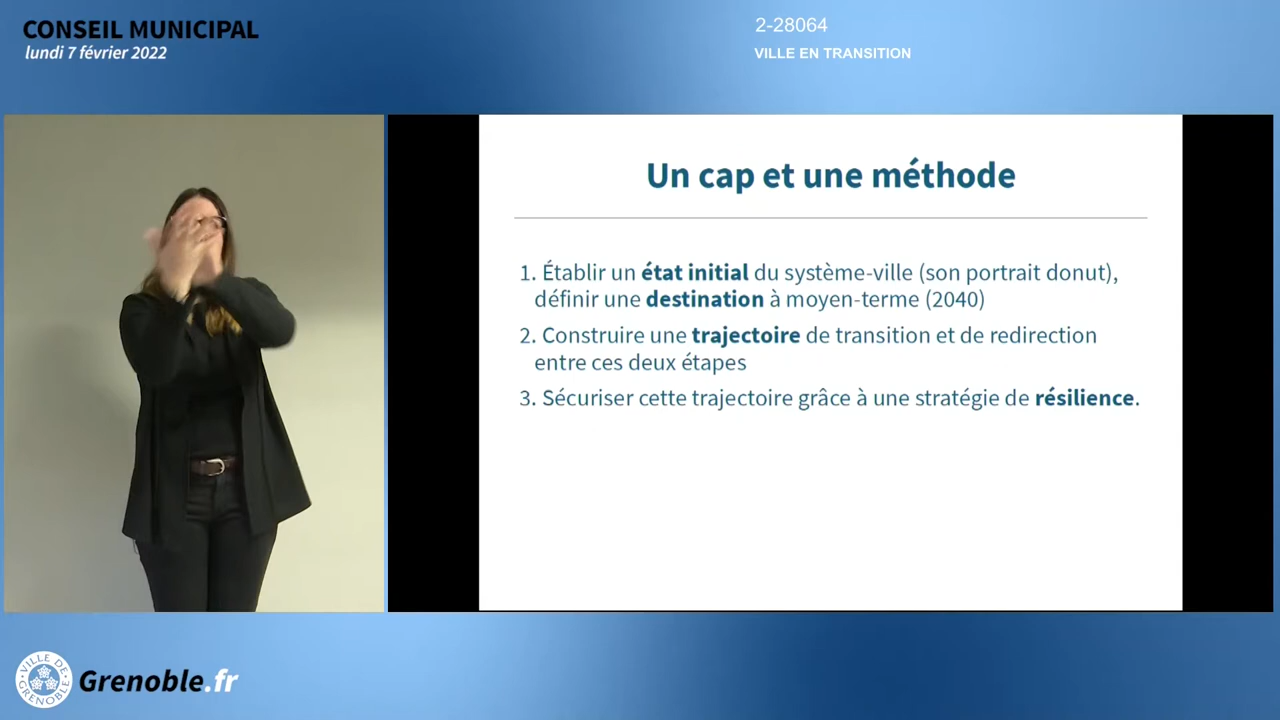 CONSEIL MUNICIPAL
lundi 7 février 2022
2-28064
VILLE EN TRANSITION
Un cap et une méthode
1. Établir un état initial du système-ville (son portrait donut),
définir une destination à moyen-terme (2040)
2. Construire une trajectoire de transition et de redirection
entre ces deux étapes
3. Sécuriser cette trajectoire grâce à une stratégie de résilience.
VILLE DE GRENOBLE
Grenoble.fr